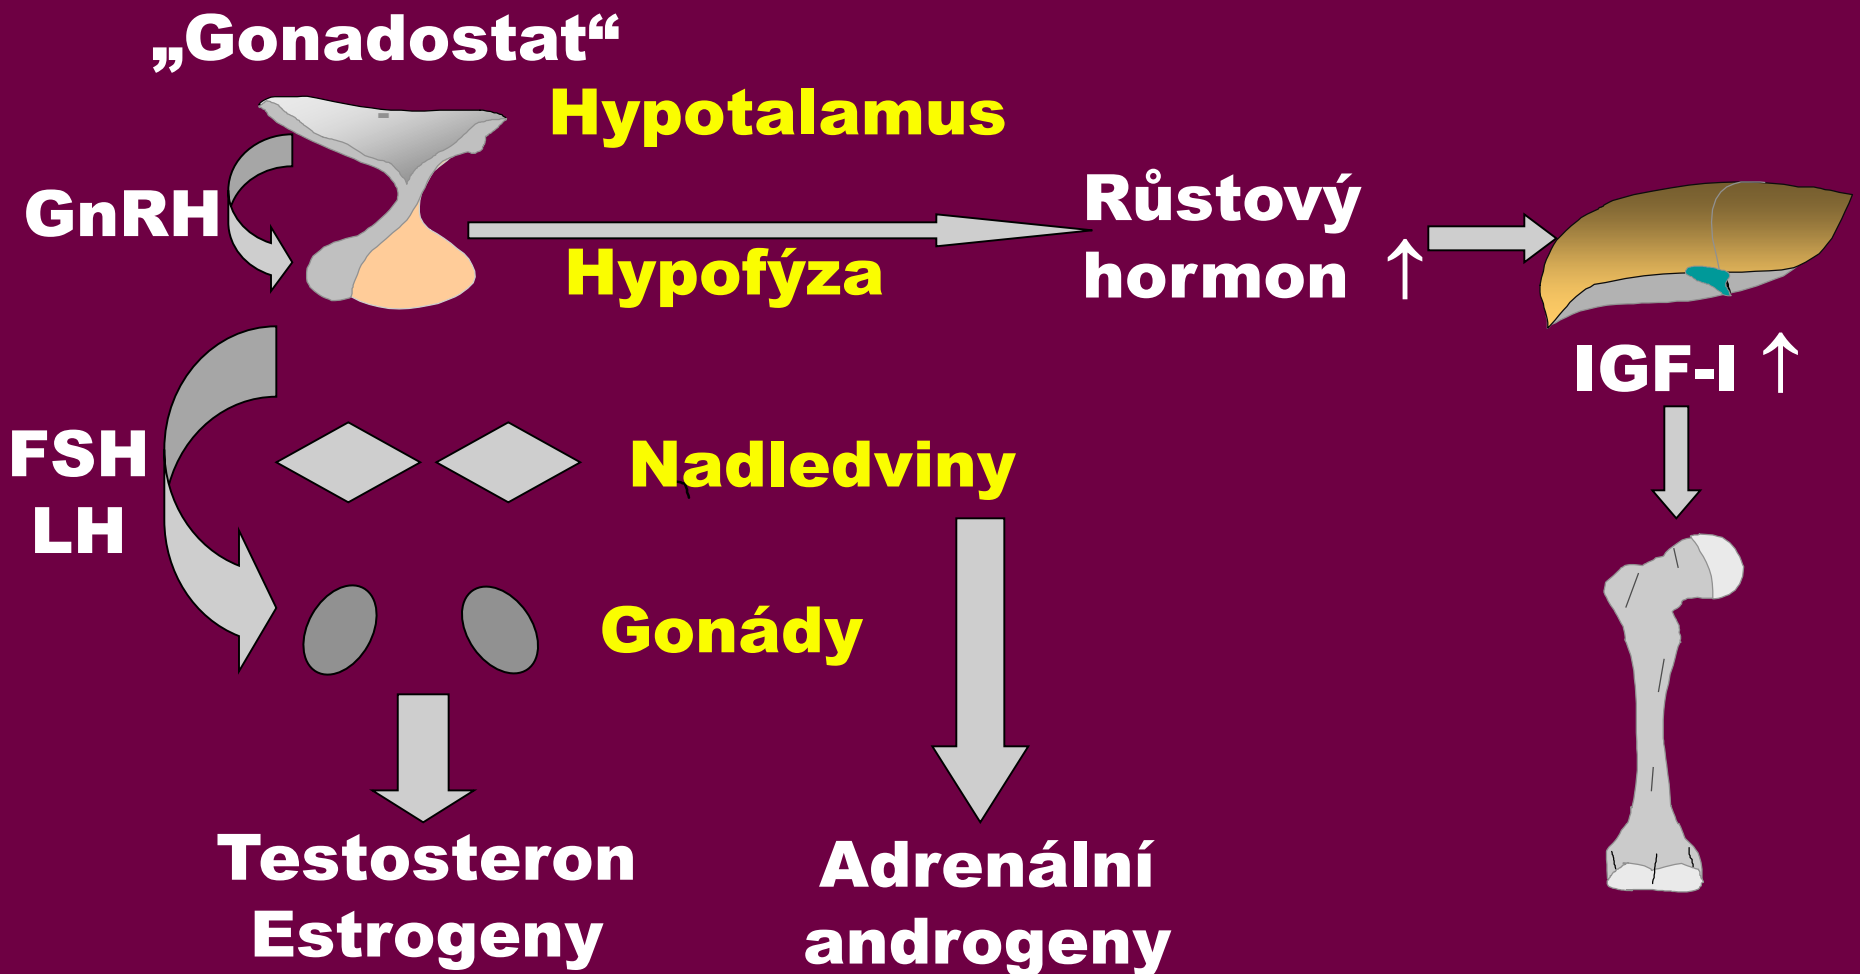 „Gonadostat“
Hypotalamus
GnRH
Růstový
hormon ↑
Hypofýza
IGF-I ↑
FSH
LH
Nadledviny
Gonády
Testosteron
Estrogeny
Adrenální
androgeny